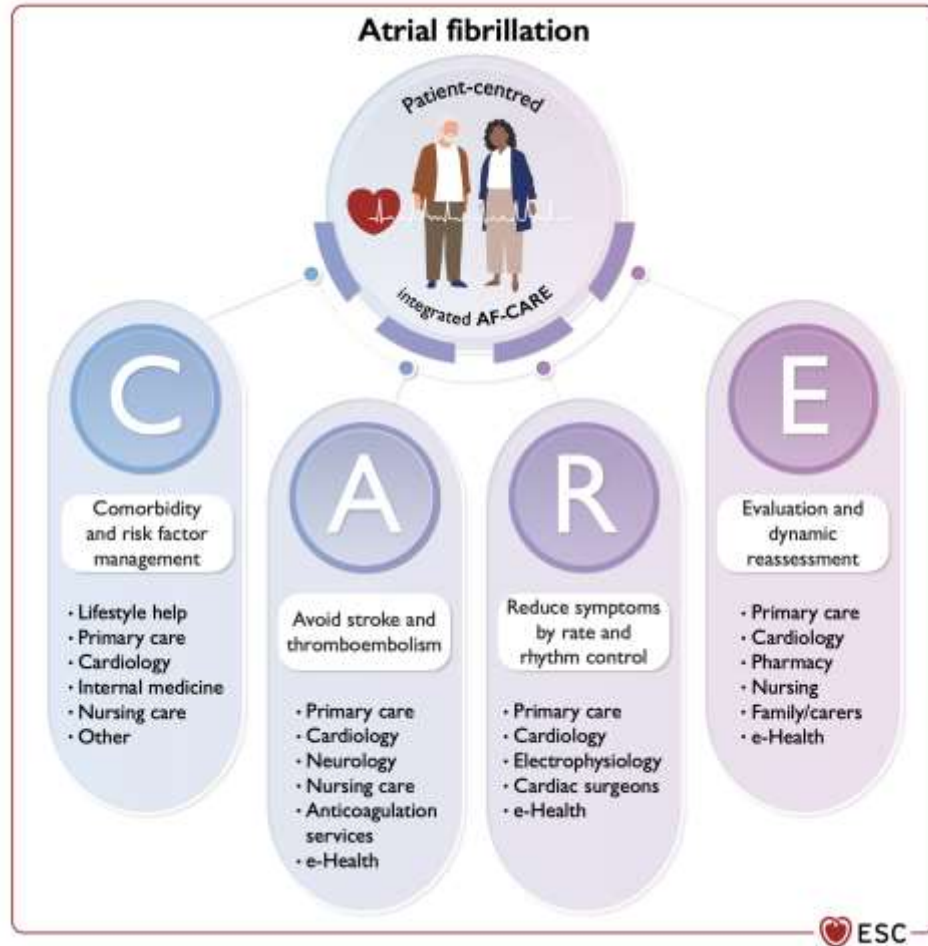 Atrial fibrillation
Patient-centred
integrated AF-CARE
C
Comorbidity
and risk factor
management
• Lifestyle help
• Primary care
• Cardiology
• Internal medicine
• Nursing care
• Other
A
Avoid stroke and
thromboembolism
• Primary care
• Cardiology
• Neurology
• Nursing care
• Anticoagulation
services
• e-Health
R
Reduce symptoms
by rate and
rhythm control
• Primary care
• Cardiology
• Electrophysiology
• Cardiac surgeons
• e-Health
E
Evaluation and
dynamic
reassessment
• Primary care
• Cardiology
• Pharmacy
• Nursing
• Family/carers
• e-Health
ESC